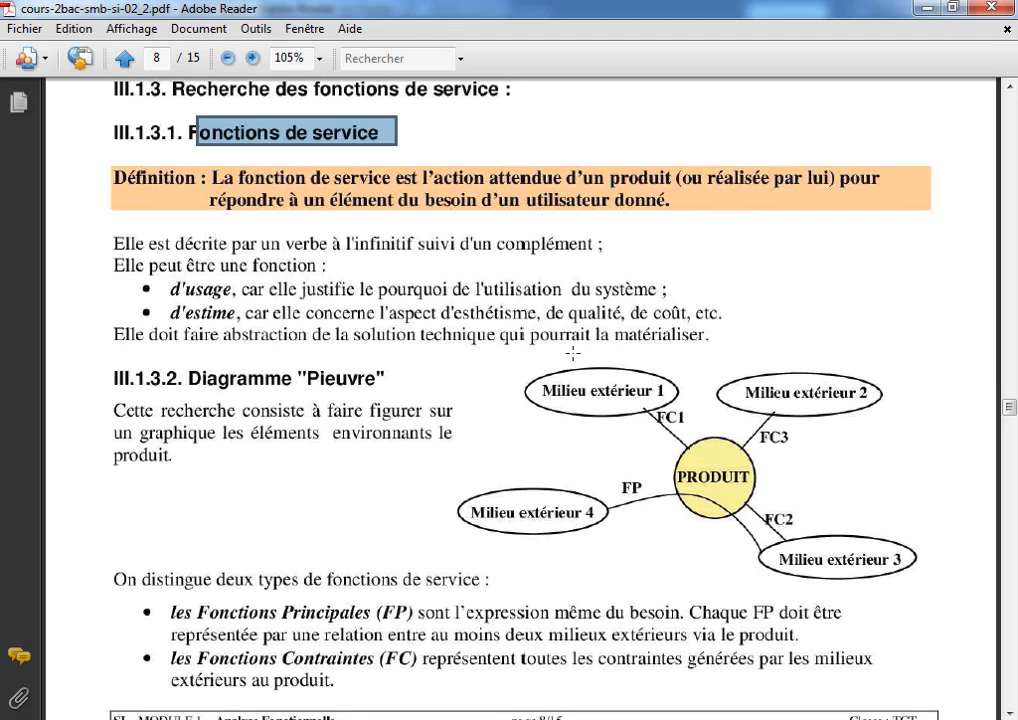 cours-2bac-smb-si-02_2.pdf - Adobe Reader
Fichier Edition Affichage Document Outils Fenêtre Aide
8 / 15 105% Rechercher
III.1.3. Recherche des fonctions de service :
III.1.3.1. Fonctions de service
Définition : La fonction de service est l'action attendue d'un produit (ou réalisée par lui) pour
répondre à un élément du besoin d'un utilisateur donné.
Elle est décrite par un verbe à l'infinitif suivi d'un complément ;
Elle peut être une fonction :
• d'usage, car elle justifie le pourquoi de l'utilisation du système ;
• d'estime, car elle concerne l'aspect d'esthétisme, de qualité, de coût, etc.
Elle doit faire abstraction de la solution technique qui pourrait la matérialiser.
III.1.3.2. Diagramme "Pieuvre"
Cette recherche consiste à faire figurer sur
un graphique les éléments environnants le
produit.
Milieu extérieur 1
Milieu extérieur 2
FC1
FC3
PRODUIT
FP
Milieu extérieur 4
FC2
Milieu extérieur 3
On distingue deux types de fonctions de service :
• les Fonctions Principales (FP) sont l'expression même du besoin. Chaque FP doit être
représentée par une relation entre au moins deux milieux extérieurs via le produit.
• les Fonctions Contraintes (FC) représentent toutes les contraintes générées par les milieux
extérieurs au produit.